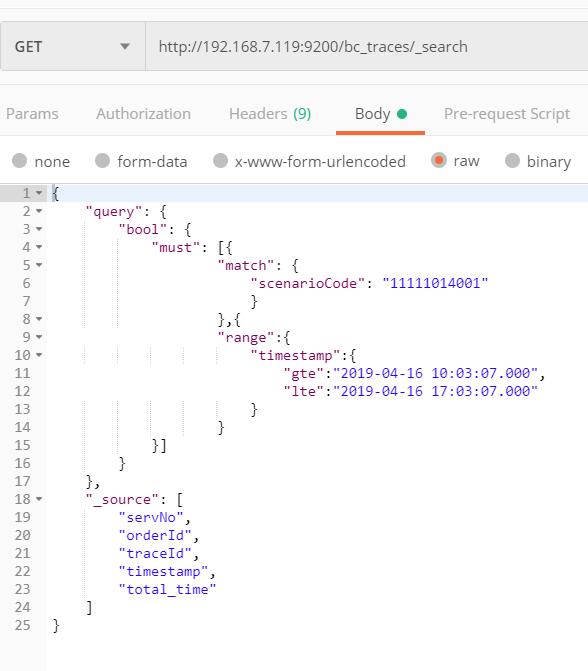 GET http://192.168.7.119:9200/bc_traces/_search
Params Authorization Headers (9) Body Pre-request Script
none form-data x-www-form-urlencoded raw binary
1 {
2 "query": {
3 "bool": {
4 "must": [{
5 "match": {
6 "scenarioCode": "11111014001"
7 }
8 },{
9 "range":{
10 "timestamp":{
11 "gte":"2019-04-16 10:03:07.000",
12 "lte":"2019-04-16 17:03:07.000"
13 }
14 }
15 }]
16 }
17 },
18 "_source": [
19 "servNo",
20 "orderId",
21 "traceId",
22 "timestamp",
23 "total_time"
24 ]
25 }